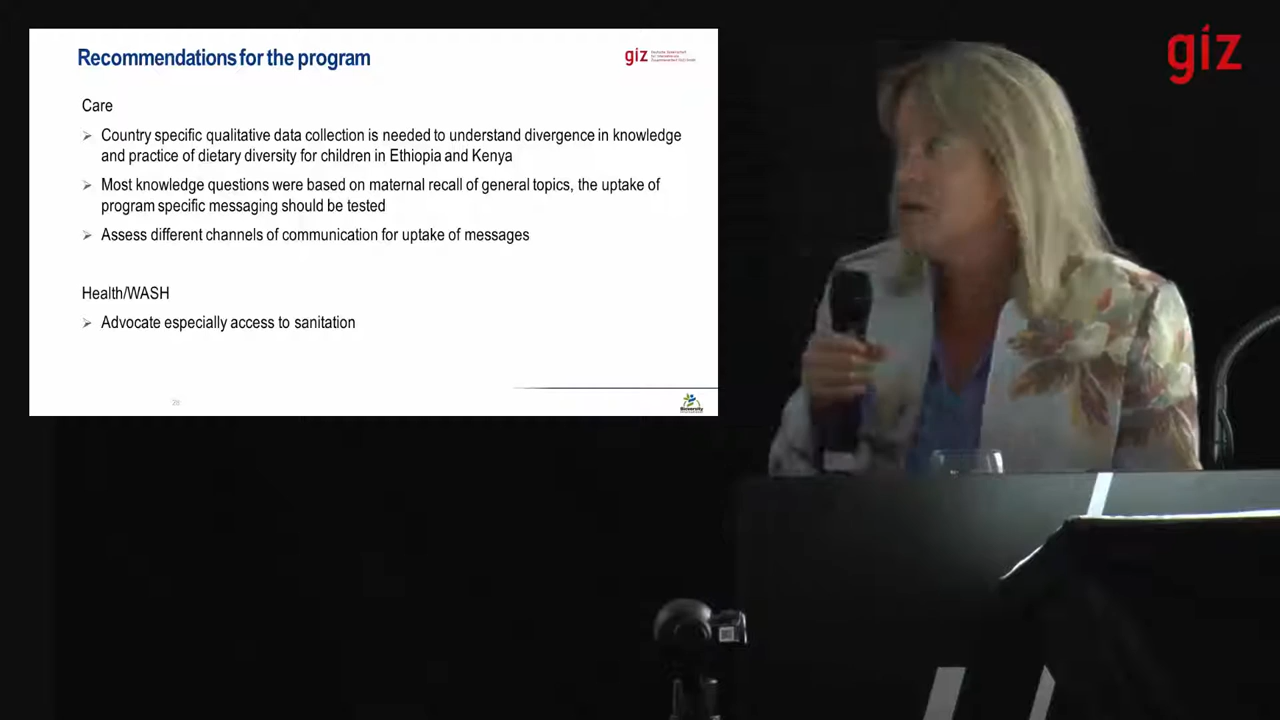 Recommendations for the program
giz
giz
Care
➢ Country specific qualitative data collection is needed to understand divergence in knowledge
and practice of dietary diversity for children in Ethiopia and Kenya
➢ Most knowledge questions were based on maternal recall of general topics, the uptake of
program specific messaging should be tested
➢ Assess different channels of communication for uptake of messages
Health/WASH
➢ Advocate especially access to sanitation
Bioversity